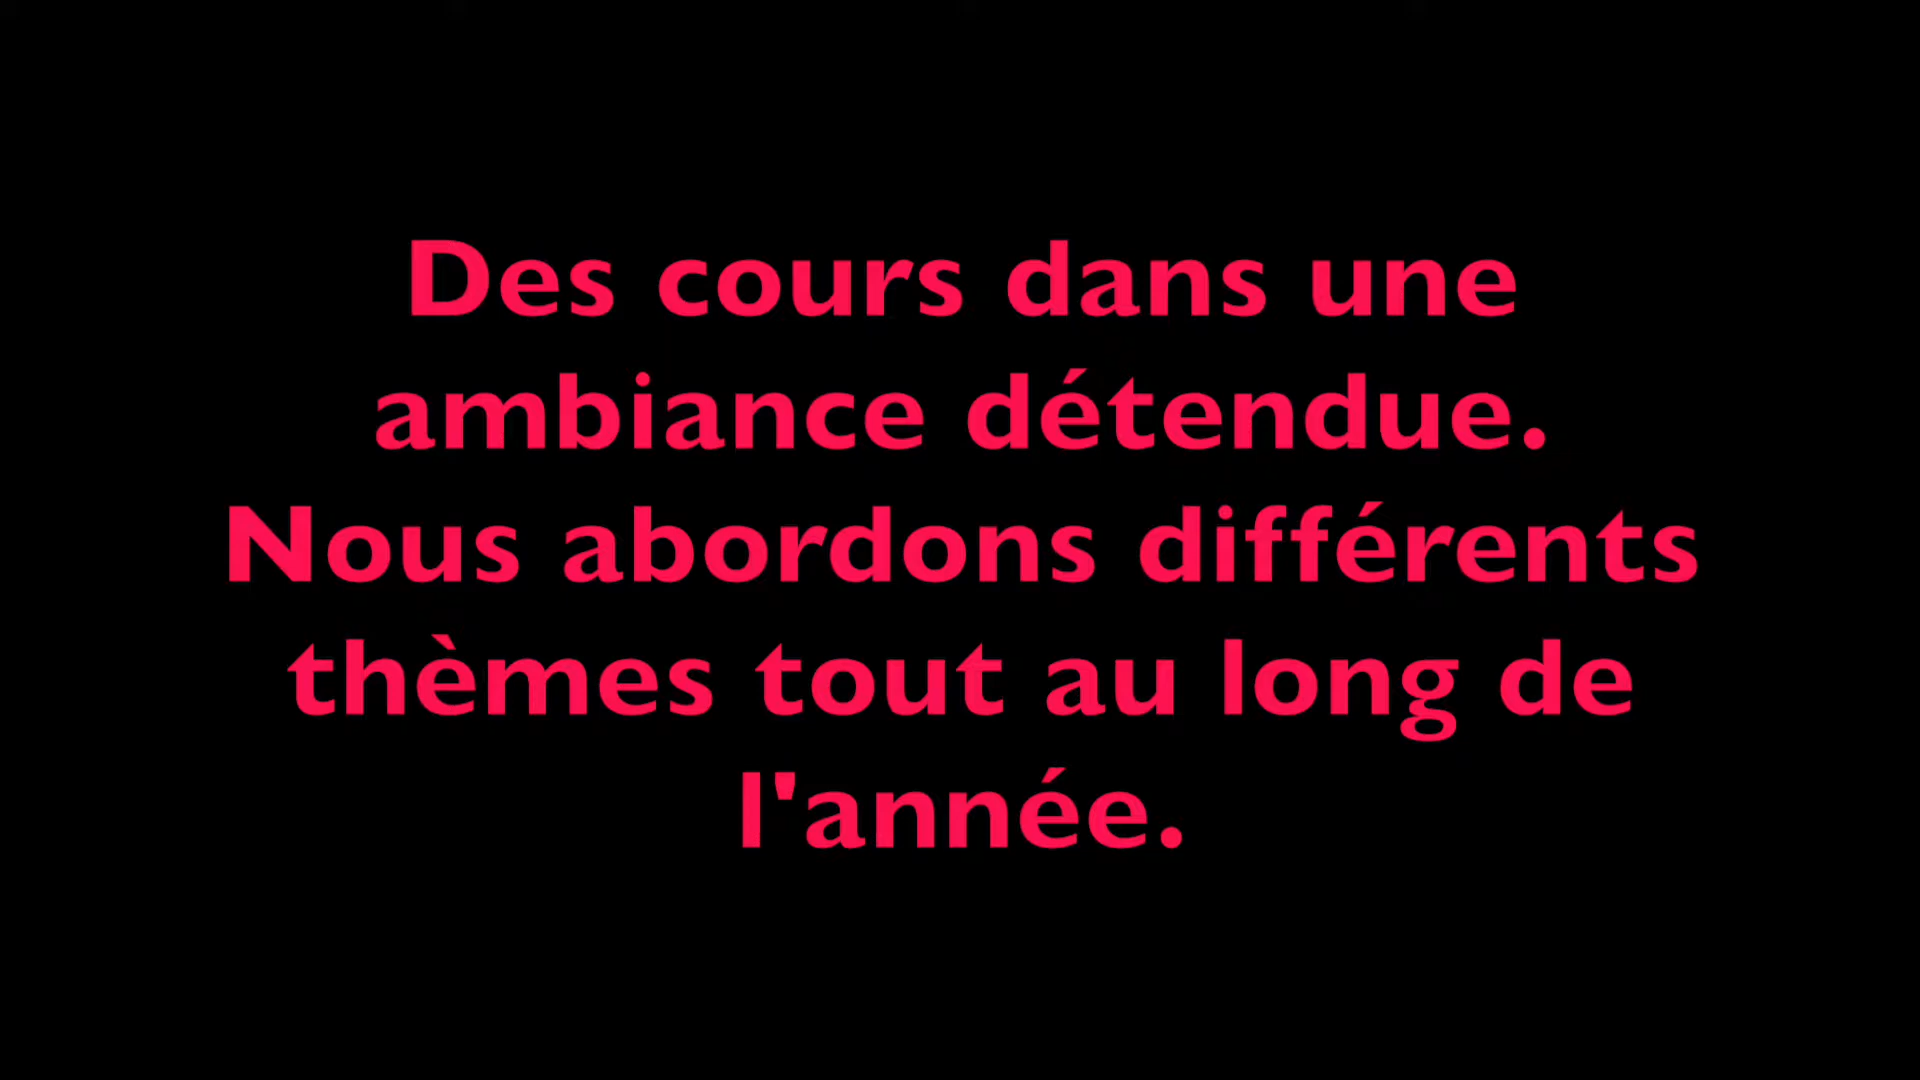 Des cours dans une
ambiance détendue.
Nous abordons différents
thèmes tout au long de
l'année.